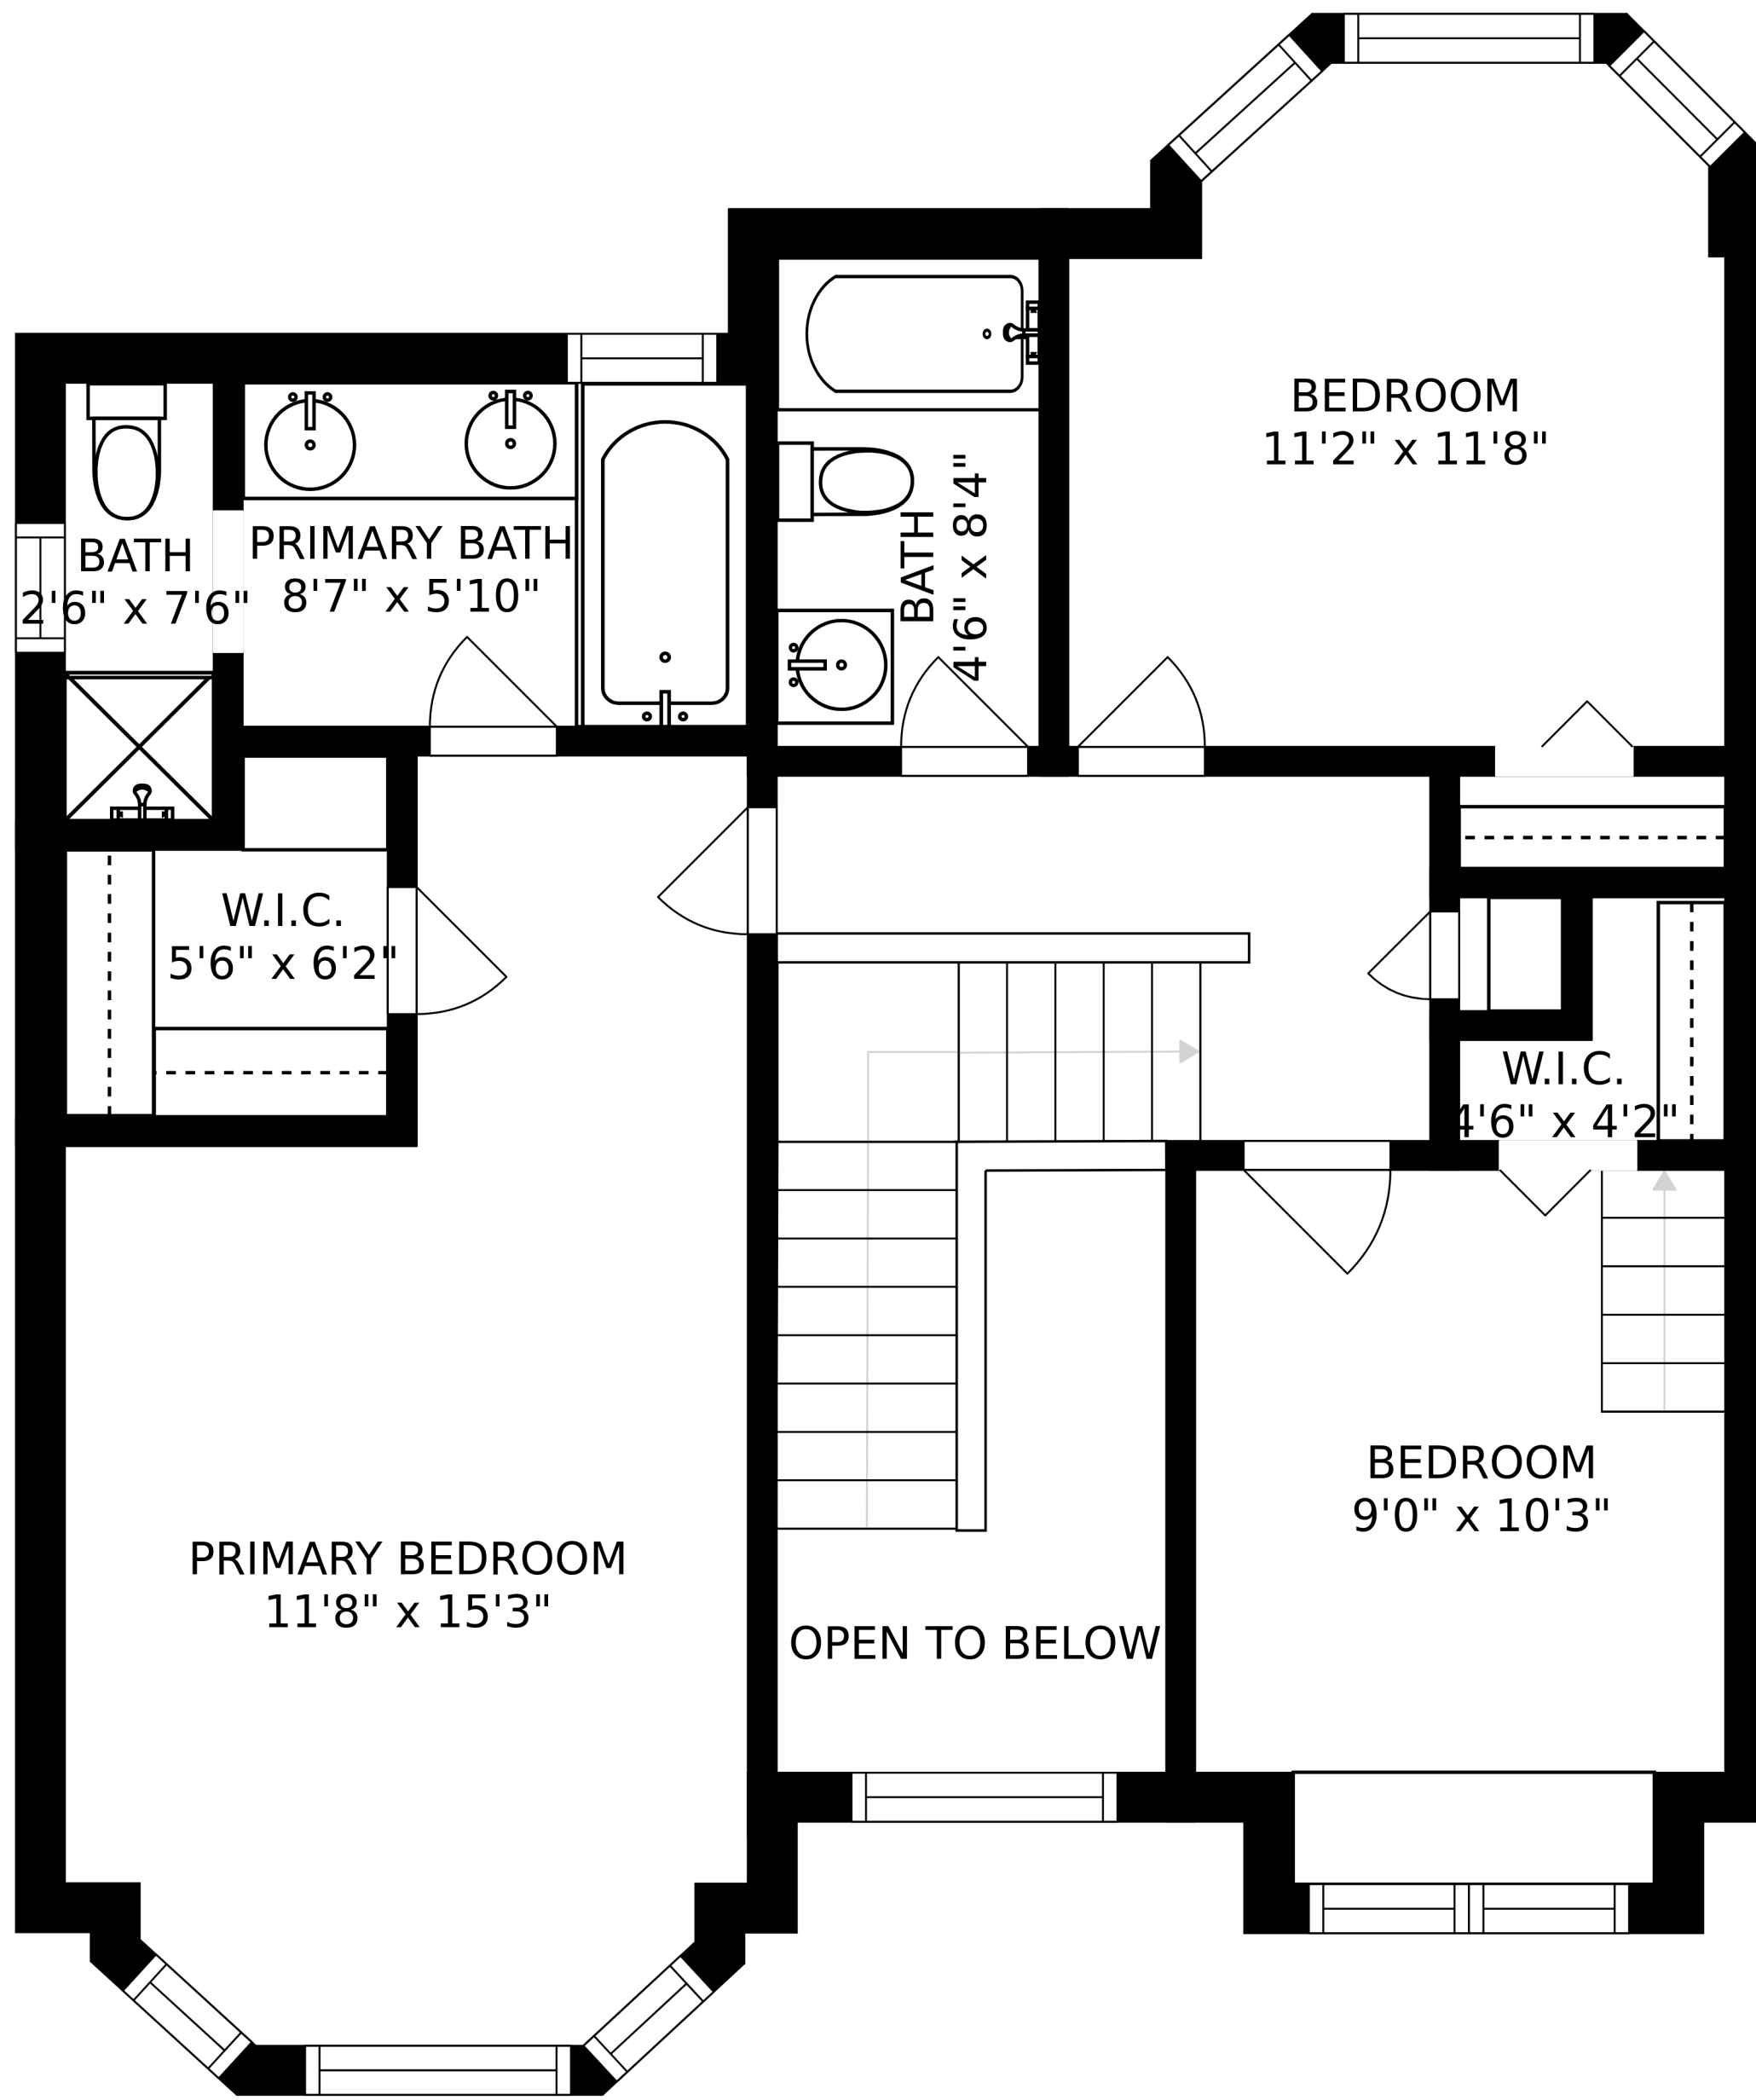 BEDROOM
11'2" x 11'8"
BATH
4'6" x 8'4"
PRIMARY BATH
8'7" x 5'10"
BATH
2'6" x 7'6"
W.I.C.
5'6" x 6'2"
W.I.C.
4'6" x 4'2"
BEDROOM
9'0" x 10'3"
PRIMARY BEDROOM
11'8" x 15'3"
OPEN TO BELOW